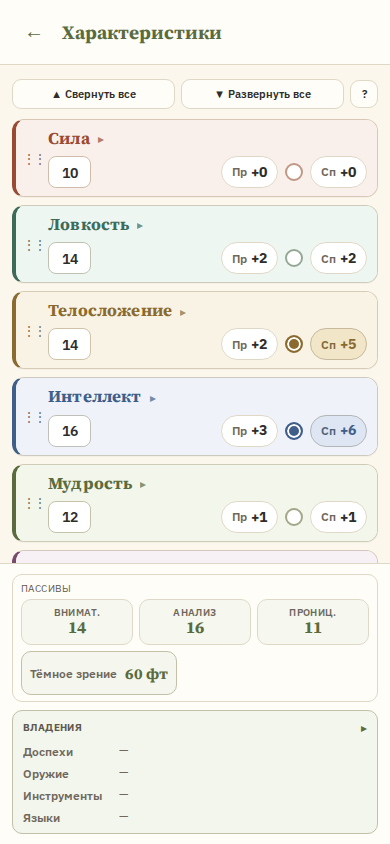 ← Характеристики
▲ Свернуть все ▼ Развернуть все ?
Сила ▸
10 Пр +0 Сп +0
Ловкость ▸
14 Пр +2 Сп +2
Телосложение ▸
14 Пр +2 Сп +5
Интеллект ▸
16 Пр +3 Сп +6
Мудрость ▸
12 Пр +1 Сп +1
ПАССИВЫ
ВНИМАТ. АНАЛИЗ ПРОНИЦ.
14 16 11
Тёмное зрение 60 фт
ВЛАДЕНИЯ ▸
Доспехи —
Оружие —
Инструменты —
Языки —